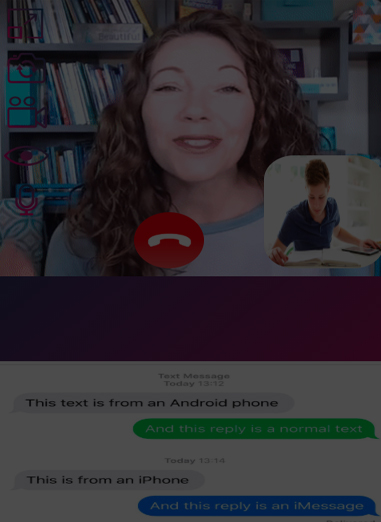 beautiful
Text Message
Today 13:12
This text is from an Android phone
And this reply is a normal text
Today 13:14
This is from an iPhone
And this reply is an iMessage